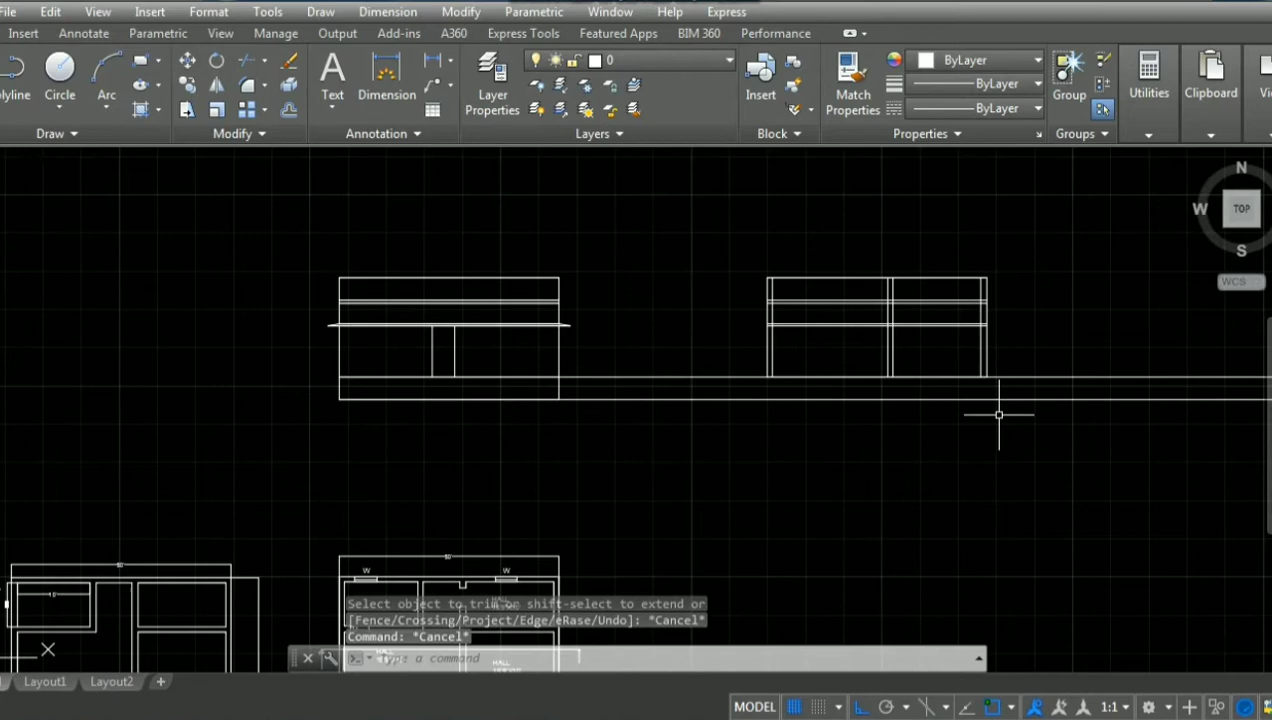 File Edit View Insert Format Tools Draw Dimension Modify Parametric Window Help Express
Insert Annotate Parametric View Manage Output Add-ins A360 Express Tools Featured Apps BIM 360 Performance
0
ByLayer
ByLayer
ByLayer
Polyline Circle Arc
Text Dimension
Layer
Properties
Insert
Match
Properties
Group
Utilities
Clipboard
Draw Modify Annotation Layers Block Properties Groups
N
W TOP
S
WCS
W W
Select object to trim or shift-select to extend or
[Fence/Crossing/Project/Edge/eRase/Undo]: *Cancel*
Command: *Cancel*
HALL
HALL
Type a command
Layout1 Layout2 +
MODEL 1:1